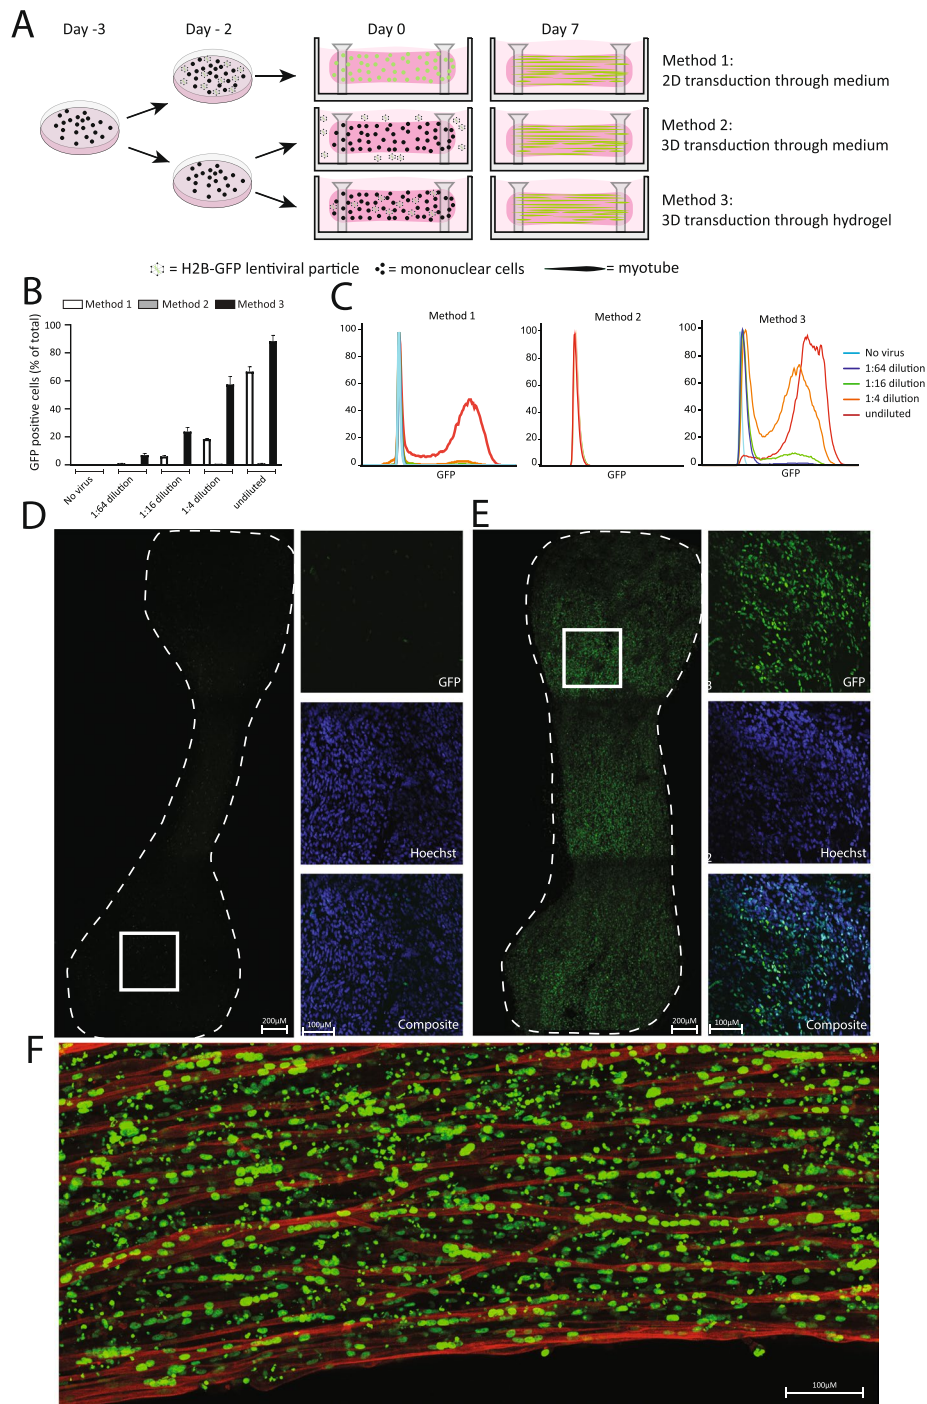 A
Day -3
Day - 2
Day 0
Day 7
Method 1:
2D transduction through medium
Method 2:
3D transduction through medium
Method 3:
3D transduction through hydrogel
= H2B-GFP lentiviral particle
= mononuclear cells
= myotube
B
Method 1
Method 2
Method 3
GFP positive cells (% of total)
100
80
60
40
20
0
No virus
1:64 dilution
1:16 dilution
1:4 dilution
undiluted
C
Method 1
100
80
60
40
20
0
GFP
Method 2
100
80
60
40
20
0
GFP
Method 3
100
80
60
40
20
0
GFP
No virus
1:64 dilution
1:16 dilution
1:4 dilution
undiluted
D
200µM
GFP
Hoechst
Composite
100µM
E
200µM
3
GFP
2
Hoechst
Composite
100µM
F
100µM